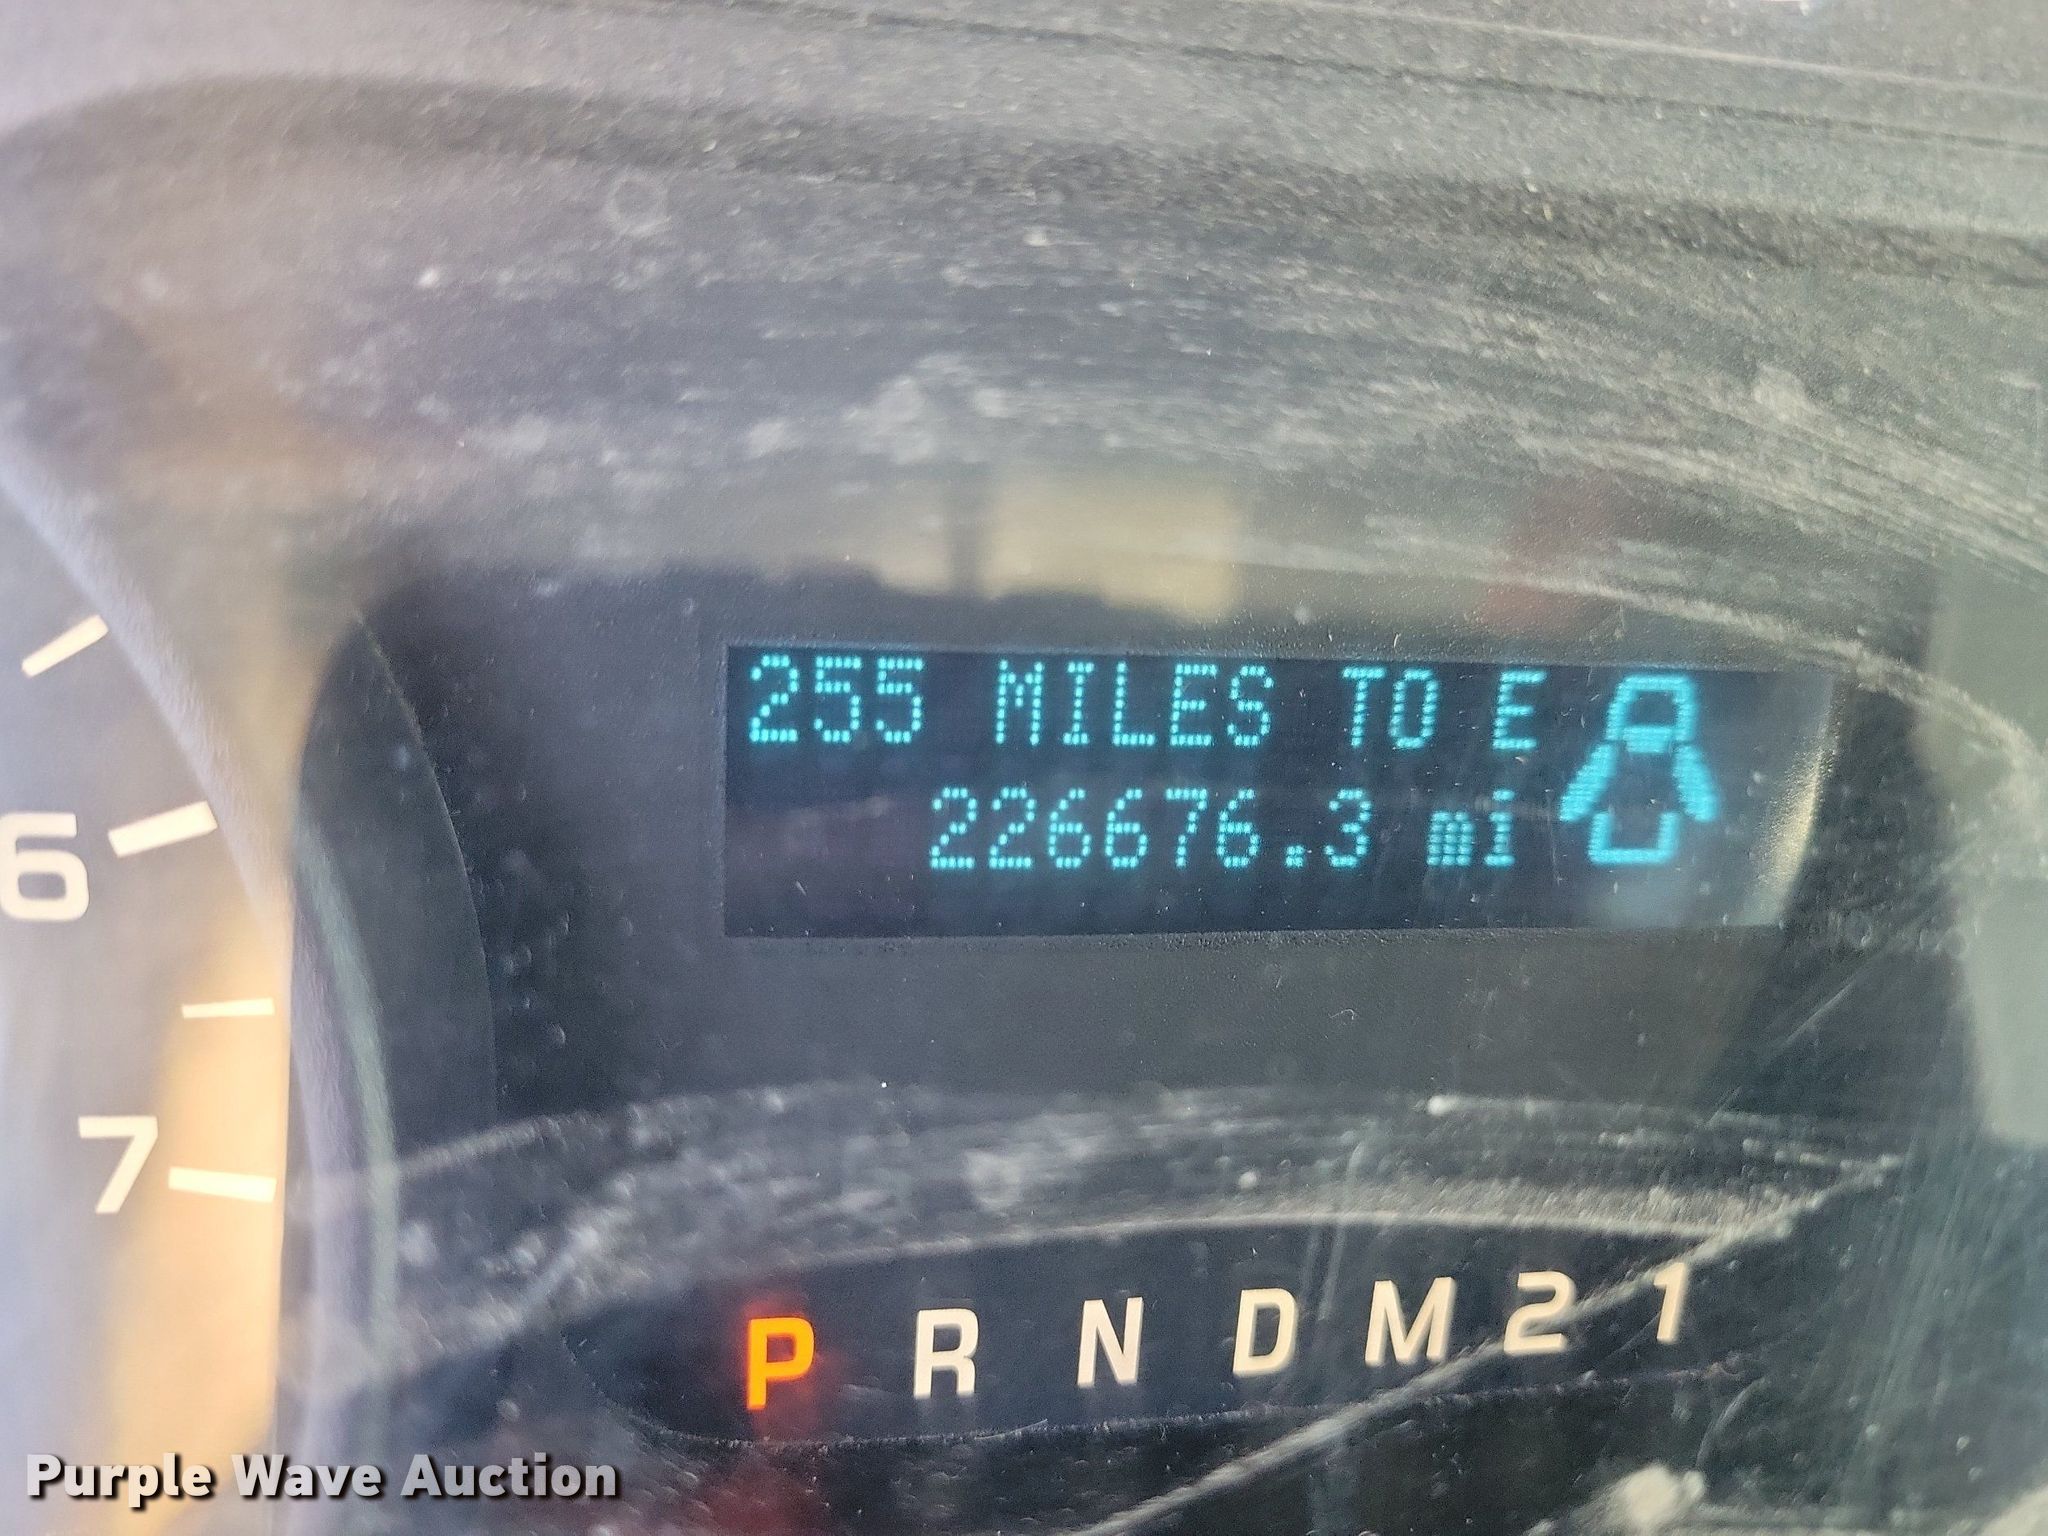 255 MILES TO E
226676.3 mi
6
7
P R N D M 2 1
Purple Wave Auction